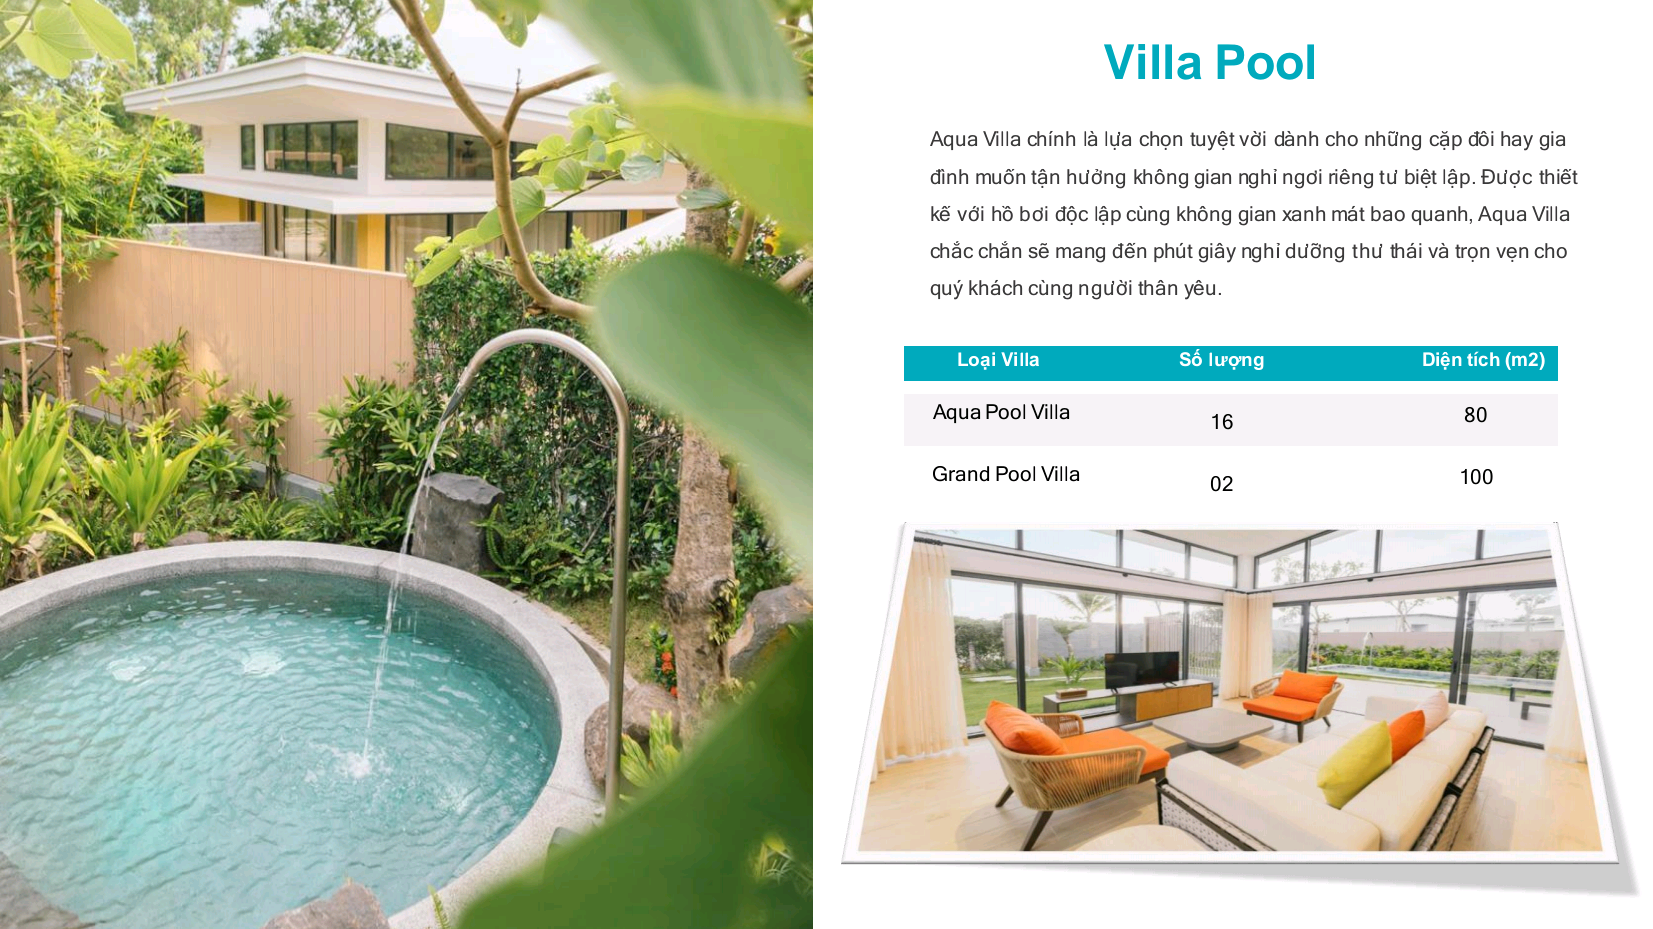 Villa Pool
Aqua Villa chính là lựa chọn tuyệt vời dành cho những cặp đôi hay gia
đình muốn tận hưởng không gian nghỉ ngơi riêng tư biệt lập. Được thiết
kế với hồ bơi độc lập cùng không gian xanh mát bao quanh, Aqua Villa
chắc chắn sẽ mang đến phút giây nghỉ dưỡng thư thái và trọn vẹn cho
quý khách cùng người thân yêu.
Loại Villa Số lượng Diện tích (m2)
Aqua Pool Villa 16 80
Grand Pool Villa 02 100